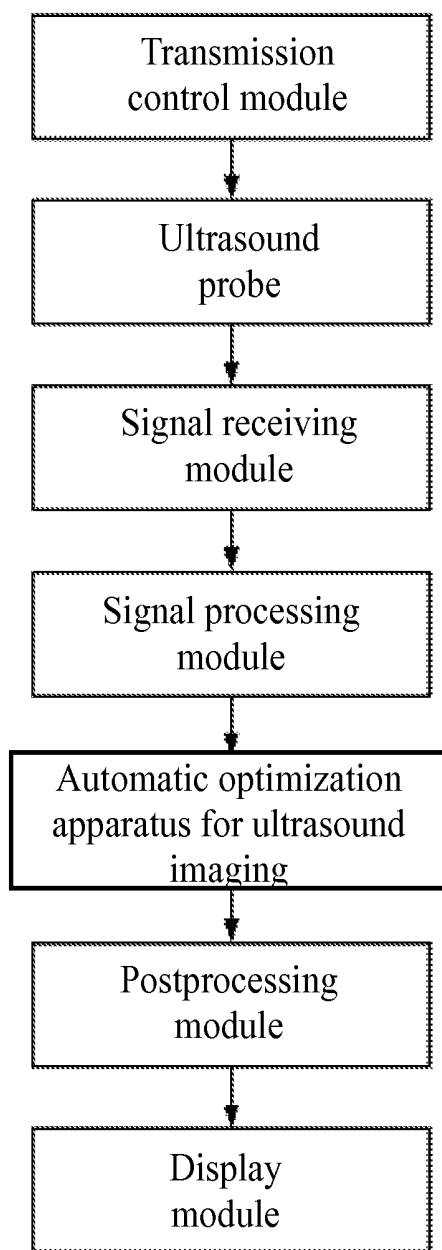 Transmission
control module
Ultrasound
probe
Signal receiving
module
Signal processing
module
Automatic optimization
apparatus for ultrasound
imaging
Postprocessing
module
Display
module